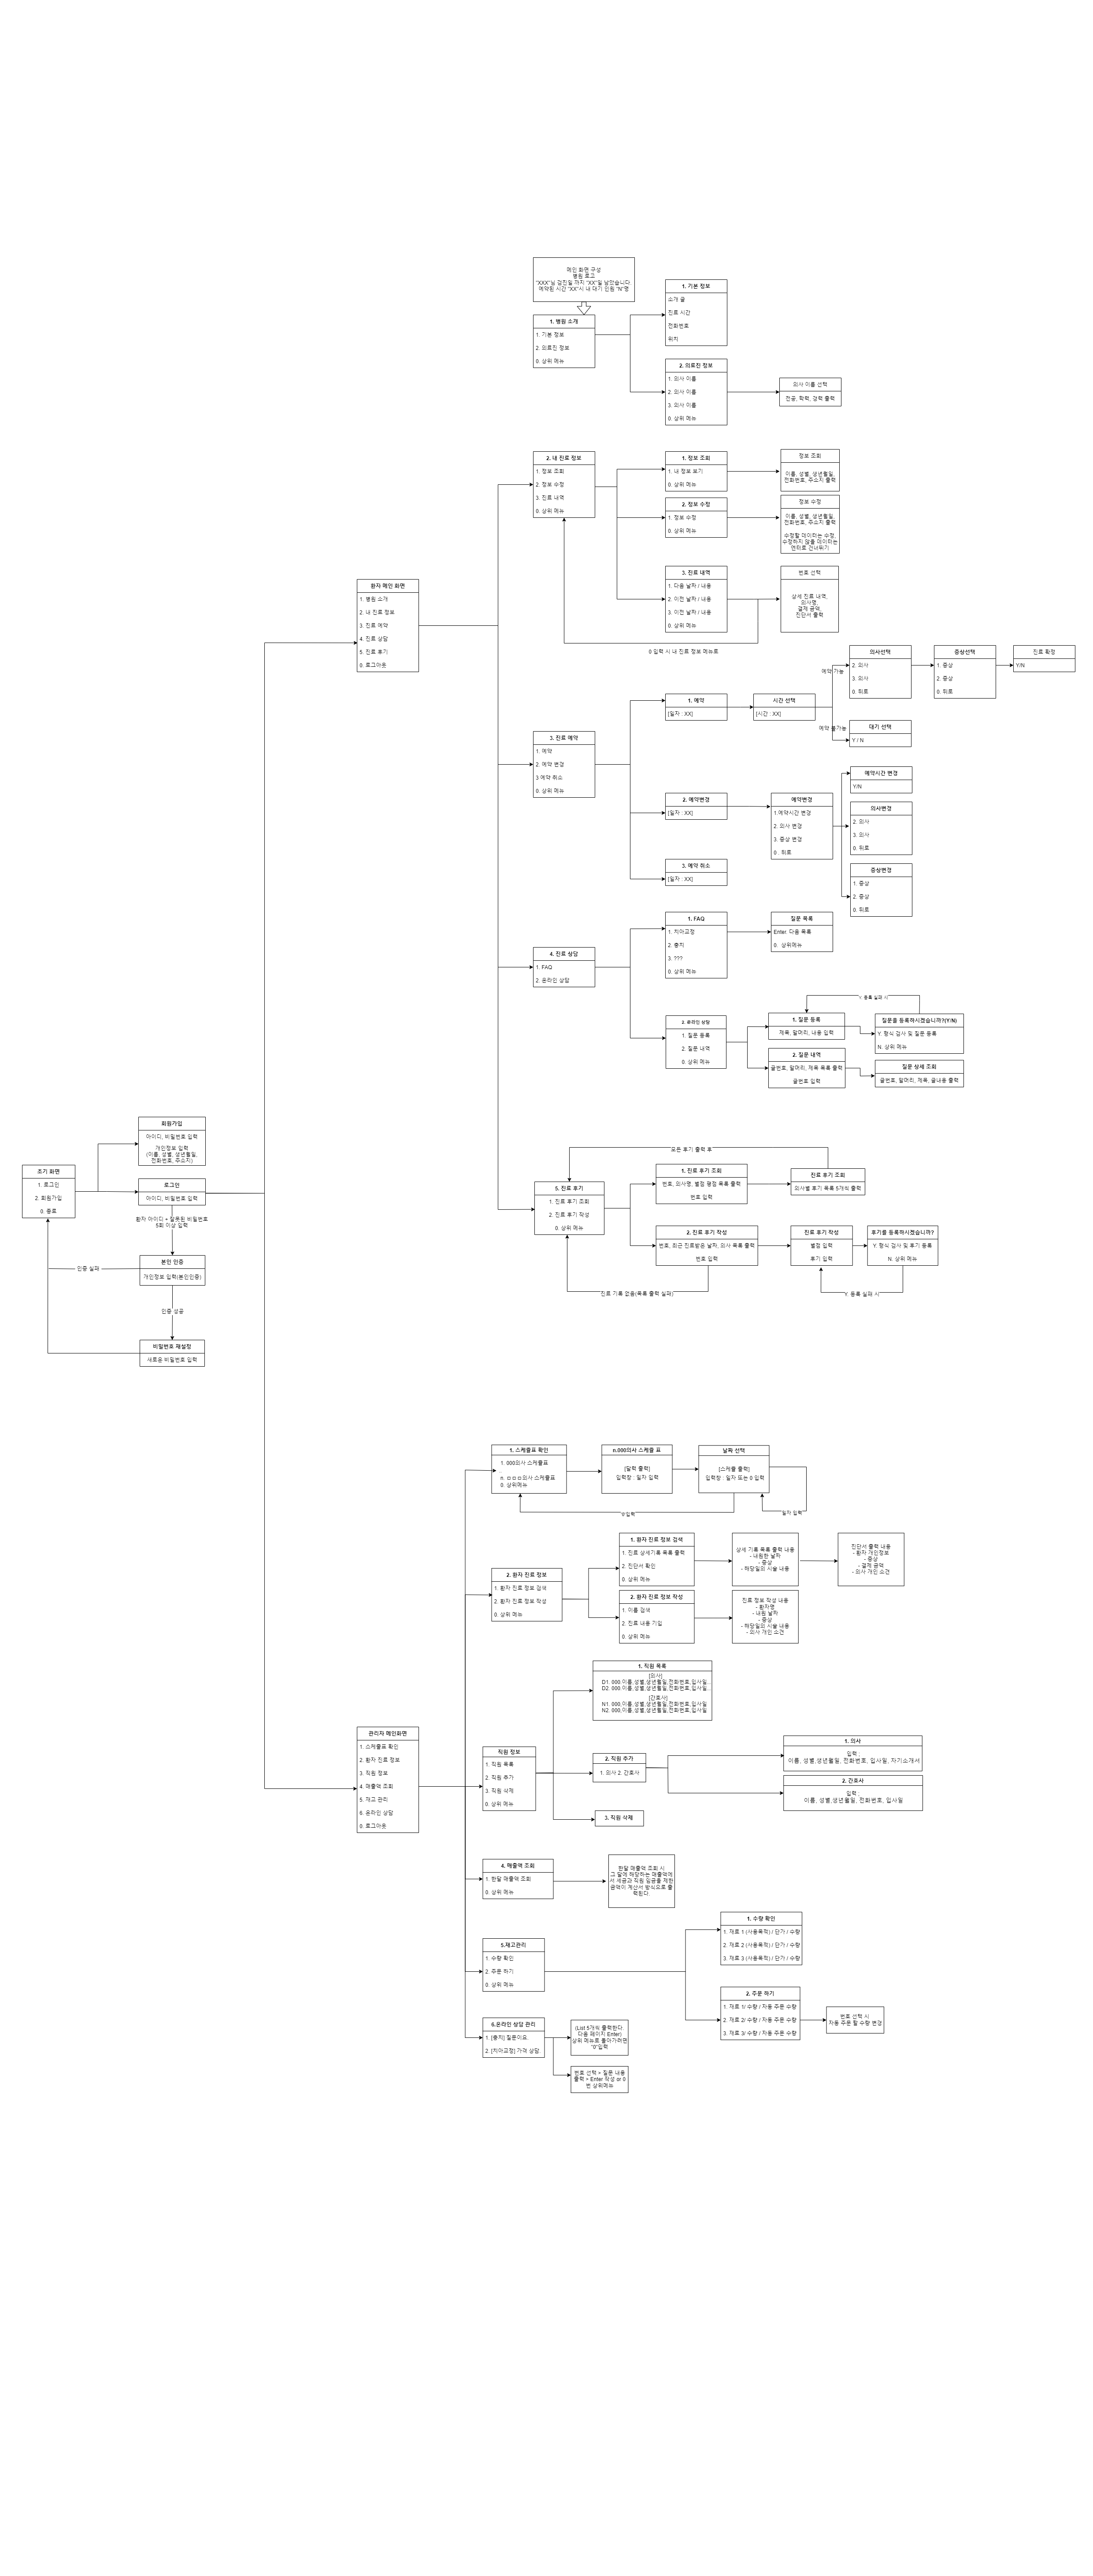 메인 화면 구성
병원 로고
"XXX"님 검진일 까지 "XX"일 남았습니다.
예약된 시간 "XX"시 내 대기 인원 "N"명
1. 병원 소개
1. 기본 정보
2. 의료진 정보
0. 상위 메뉴
1. 기본 정보
소개 글
진료 시간
전화번호
위치
2. 의료진 정보
1. 의사 이름
2. 의사 이름
3. 의사 이름
0. 상위 메뉴
의사 이름 선택
전공, 학력, 경력 출력
2. 내 진료 정보
1. 정보 조회
2. 정보 수정
3. 진료 내역
0. 상위 메뉴
1. 정보 조회
1. 내 정보 보기
0. 상위 메뉴
정보 조회
이름, 성별, 생년월일,
전화번호, 주소지 출력
2. 정보 수정
1. 정보 수정
0. 상위 메뉴
정보 수정
이름, 성별, 생년월일,
전화번호, 주소지 출력
수정할 데이터는 수정,
수정하지 않을 데이터는
엔터로 건너뛰기
3. 진료 내역
1. 다음 날짜 / 내용
2. 이전 날짜 / 내용
3. 이전 날짜 / 내용
0. 상위 메뉴
번호 선택
상세 진료 내역,
의사명,
결제 금액,
진단서 출력
0 입력 시 내 진료 정보 메뉴로
환자 메인 화면
1. 병원 소개
2. 내 진료 정보
3. 진료 예약
4. 진료 상담
5. 진료 후기
0. 로그아웃
3. 진료 예약
1. 예약
2. 예약 변경
3 예약 취소
0. 상위 메뉴
1. 예약
[일자 : XX]
시간 선택
[시간 : XX]
예약 가능
의사선택
2. 의사
3. 의사
0. 뒤로
증상선택
1. 증상
2. 증상
0. 뒤로
진료 확정
Y/N
예약 불가능
대기 선택
Y / N
2. 예약변경
[일자 : XX]
예약변경
1.예약시간 변경
2. 의사 변경
3. 증상 변경
0 . 뒤로
예약시간 변경
Y/N
의사변경
2. 의사
3. 의사
0. 뒤로
증상변경
1. 증상
2. 증상
0. 뒤로
3. 예약 취소
[일자 : XX]
4. 진료 상담
1. FAQ
2. 온라인 상담
1. FAQ
1. 치아교정
2. 충치
3. ???
0. 상위 메뉴
질문 목록
Enter. 다음 목록
0. 상위메뉴
2. 온라인 상담
1. 질문 등록
2. 질문 내역
0. 상위 메뉴
1. 질문 등록
제목, 말머리, 내용 입력
Y: 등록 실패 시
질문을 등록하시겠습니까?(Y/N)
Y. 형식 검사 및 질문 등록
N. 상위 메뉴
2. 질문 내역
글번호, 말머리, 제목 목록 출력
글번호 입력
질문 상세 조회
글번호, 말머리, 제목, 글내용 출력
초기 화면
1. 로그인
2. 회원가입
0. 종료
회원가입
아이디, 비밀번호 입력
개인정보 입력
(이름, 성별, 생년월일,
전화번호, 주소지)
로그인
아이디, 비밀번호 입력
환자 아이디 + 잘못된 비밀번호
5회 이상 입력
본인 인증
개인정보 입력(본인인증)
인증 실패
인증 성공
비밀번호 재설정
새로운 비밀번호 입력
모든 후기 출력 후
5. 진료 후기
1. 진료 후기 조회
2. 진료 후기 작성
0. 상위 메뉴
1. 진료 후기 조회
번호, 의사명, 별점 평점 목록 출력
번호 입력
진료 후기 조회
의사별 후기 목록 5개씩 출력
2. 진료 후기 작성
번호, 최근 진료받은 날짜, 의사 목록 출력
번호 입력
진료 후기 작성
별점 입력
후기 입력
후기를 등록하시겠습니까?
Y. 형식 검사 및 후기 등록
N. 상위 메뉴
진료 기록 없음(목록 출력 실패)
Y: 등록 실패 시
1. 스케줄표 확인
1. 000의사 스케줄표
.
n. ㅁㅁㅁ의사 스케줄표
0. 상위메뉴
n.000의사 스케줄 표
[달력 출력]
입력창 : 일자 입력
날짜 선택
[스케줄 출력]
입력창 : 일자 또는 0 입력
0입력
일자 입력
2. 환자 진료 정보
1. 환자 진료 정보 검색
2. 환자 진료 정보 작성
0. 상위 메뉴
1. 환자 진료 정보 검색
1. 진료 상세기록 목록 출력
2. 진단서 확인
0. 상위 메뉴
상세 기록 목록 출력 내용
- 내원한 날짜
- 증상
- 해당일의 시술 내용
진단서 출력 내용
- 환자 개인정보
- 증상
- 결제 금액
- 의사 개인 소견
2. 환자 진료 정보 작성
1. 이름 검색
2. 진료 내용 기입
0. 상위 메뉴
진료 정보 작성 내용
- 환자명
- 내원 날짜
- 증상
- 해당일의 시술 내용
- 의사 개인 소견
관리자 메인화면
1. 스케줄표 확인
2. 환자 진료 정보
3. 직원 정보
4. 매출액 조회
5. 재고 관리
6. 온라인 상담
0. 로그아웃
직원 정보
1. 직원 목록
2. 직원 추가
3. 직원 삭제
0. 상위 메뉴
1. 직원 목록
[의사]
D1. 000,이름,성별,생년월일,전화번호,입사일...
D2. 000,이름,성별,생년월일,전화번호,입사일...
[간호사]
N1. 000,이름,성별,생년월일,전화번호,입사일
N2. 000,이름,성별,생년월일,전화번호,입사일
2. 직원 추가
1. 의사 2. 간호사
1. 의사
입력 :
이름, 성별,생년월일, 전화번호, 입사일, 자기소개서
2. 간호사
입력 :
이름, 성별,생년월일, 전화번호, 입사일
3. 직원 삭제
4. 매출액 조회
1. 한달 매출액 조회
0. 상위 메뉴
한달 매출액 조회 시
그 달에 해당하는 매출액에
서 세금과 직원 임금을 제한
금액이 계산서 방식으로 출
력된다.
5.재고관리
1. 수량 확인
2. 주문 하기
0. 상위 메뉴
1. 수량 확인
1. 재료 1 (사용목적) / 단가 / 수량
2. 재료 2 (사용목적) / 단가 / 수량
3. 재료 3 (사용목적) / 단가 / 수량
2. 주문 하기
1. 재료 1/ 수량 / 자동 주문 수량
2. 재료 2/ 수량 / 자동 주문 수량
3. 재료 3/ 수량 / 자동 주문 수량
번호 선택 시
자동 주문 할 수량 변경
6.온라인 상담 관리
1. [충치] 질문이요.
2. [치아교정] 가격 상담.
(List 5개씩 출력한다.
다음 페이지 Enter)
상위 메뉴로 돌아가려면
"0"입력
번호 선택 > 질문 내용
출력 > Enter 작성 or 0
번 상위메뉴